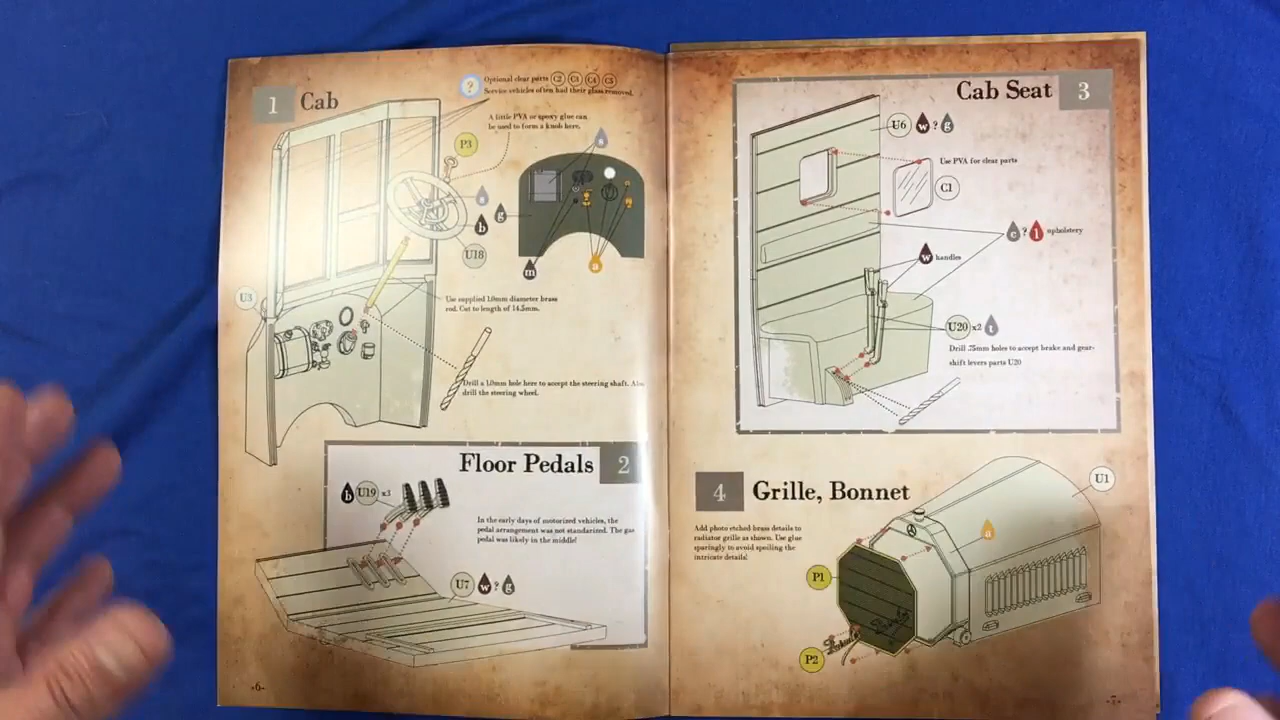 1 Cab
? Optional clear parts C2 C3 C4 C5
Service vehicles often had their glass removed.
A little PVA or epoxy glue can
be used to form a knob here.
P3
s
s
b
g
U18
m
a
U3
Use supplied 1.0mm diameter brass
rod. Cut to length of 14.5mm.
Drill a 1.0mm hole here to accept the steering shaft. Also
drill the steering wheel.
Floor Pedals 2
b U19 x3
In the early days of motorized vehicles, the
pedal arrangement was not standarized. The gas
pedal was likely in the middle!
U7 w ? g
·6·
Cab Seat 3
U6 w ? g
Use PVA for clear parts
C1
c ? l upholstery
w handles
U20 x2 t
Drill .75mm holes to accept brake and gear-
shift levers parts U20
4 Grille, Bonnet
U1
Add photo etched brass details to
radiator grille as shown. Use glue
sparingly to avoid spoiling the
intricate details!
a
P1
P2
·7·